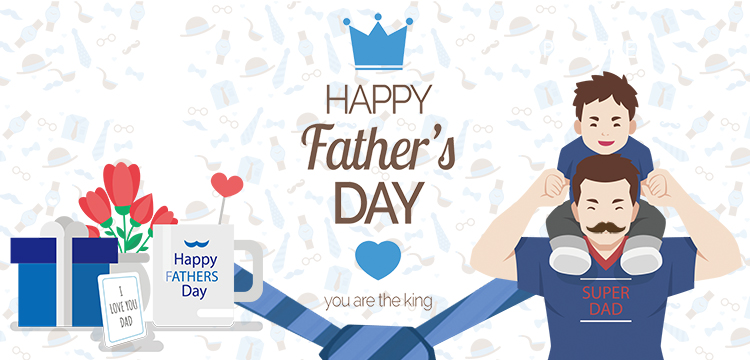 HAPPY
Father's
DAY
you are the king
I
LOVE YOU
DAD
Happy
FATHERS
Day
SUPER
DAD